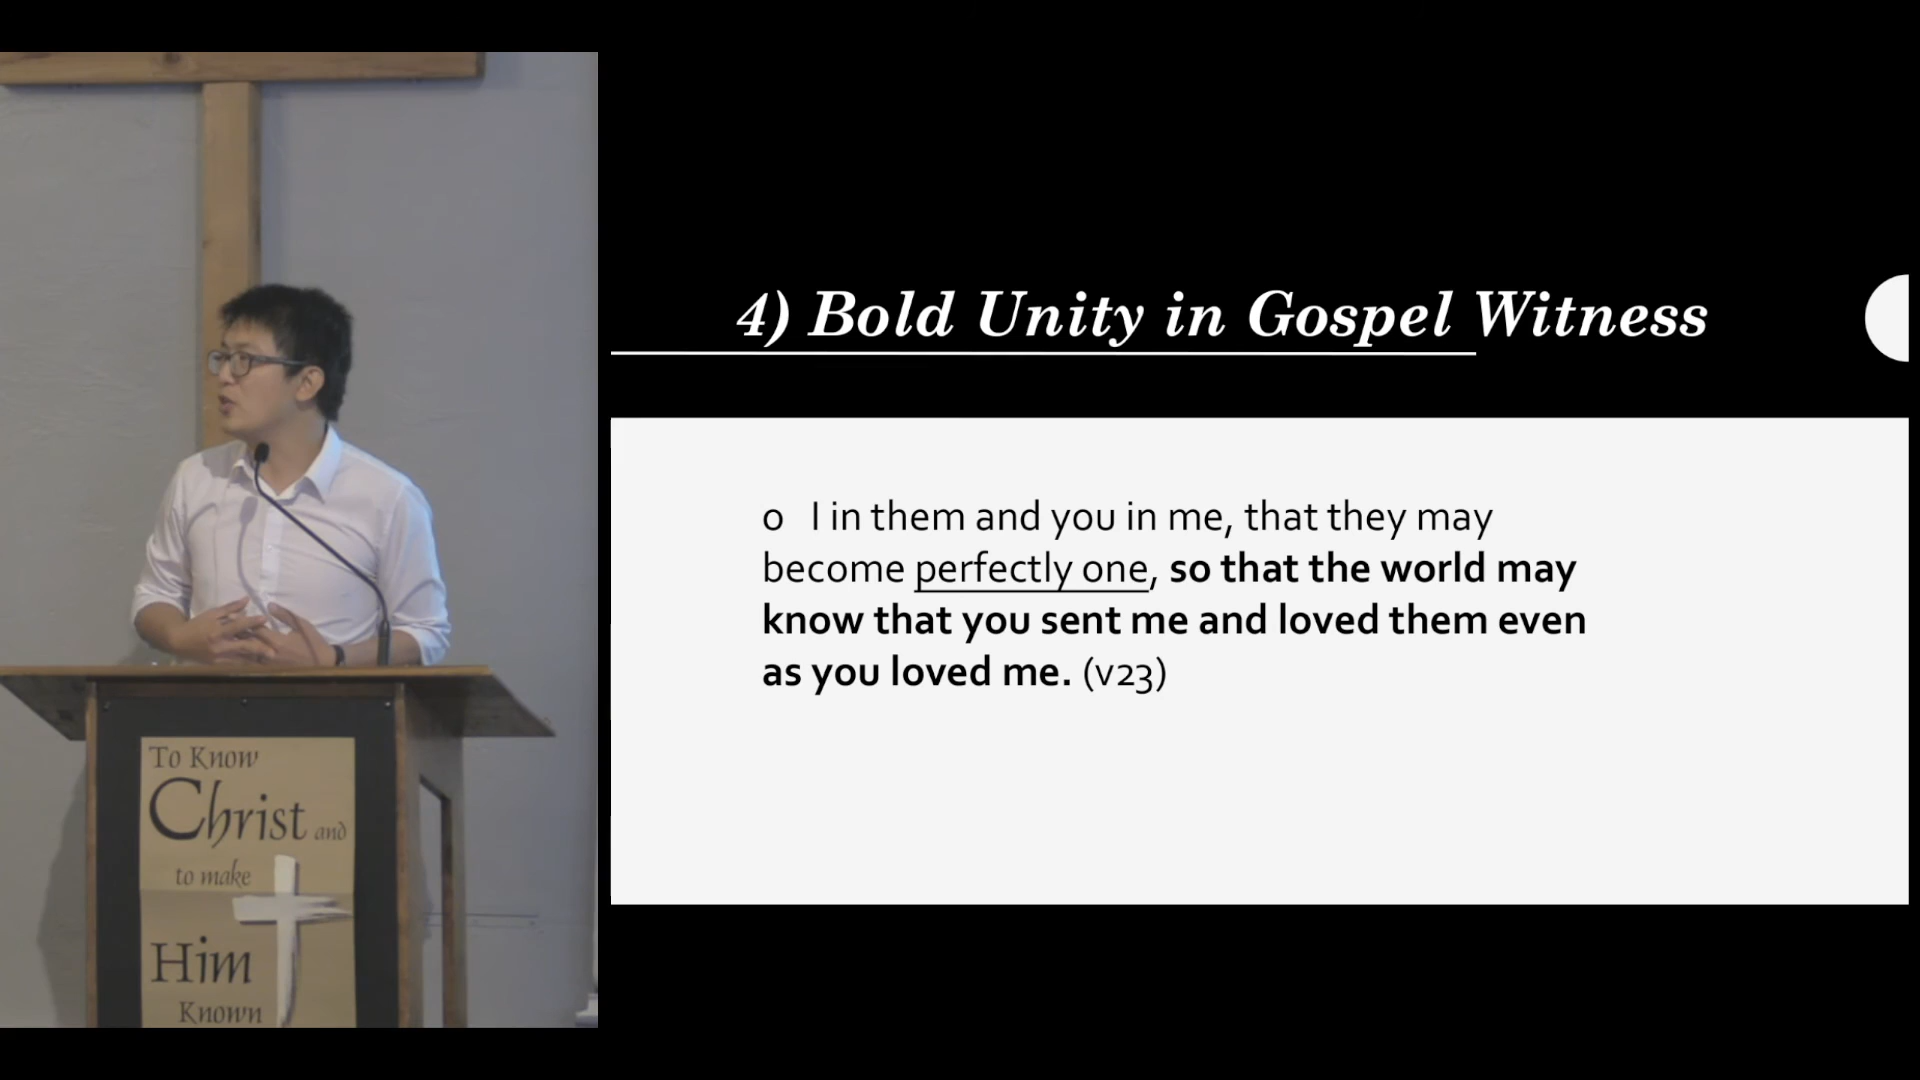 4) Bold Unity in Gospel Witness
o I in them and you in me, that they may
become perfectly one, so that the world may
know that you sent me and loved them even
as you loved me. (v23)
To Know
Christ and
to make
Him
Known